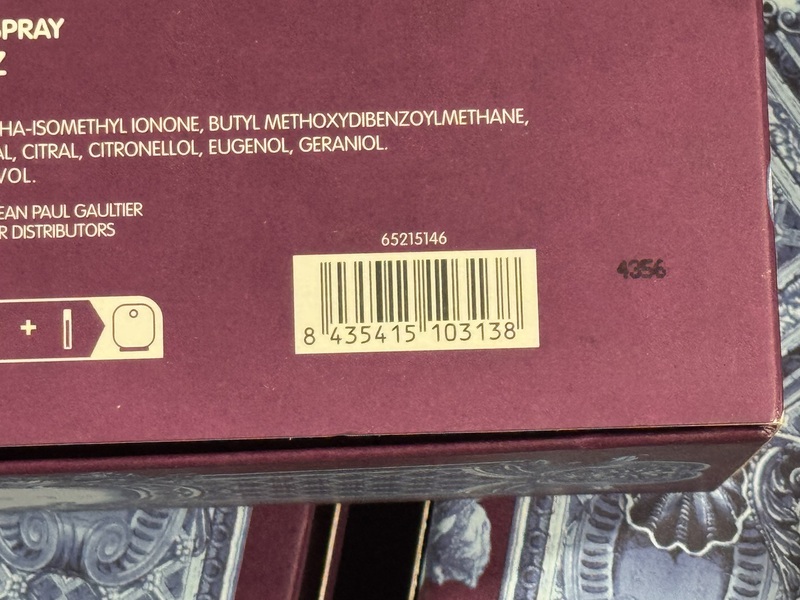 SPRAY
Z
HA-ISOMETHYL IONONE, BUTYL METHOXYDIBENZOYLMETHANE,
AL, CITRAL, CITRONELLOL, EUGENOL, GERANIOL.
VOL.
EAN PAUL GAULTIER
R DISTRIBUTORS
65215146
4356
+
8 435415 103138